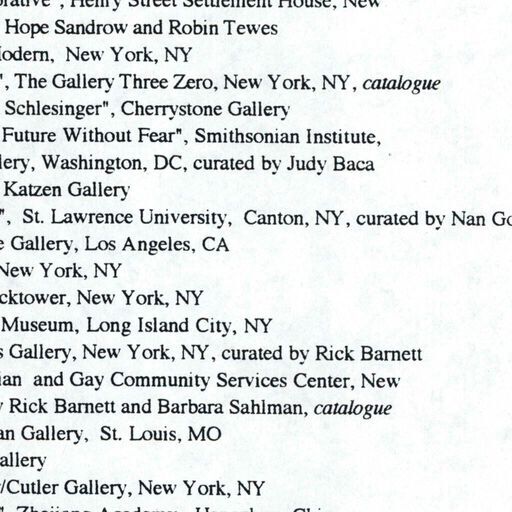 ", Henry Street Settlement House, New
Hope Sandrow and Robin Tewes
Modern, New York, NY
", The Gallery Three Zero, New York, NY, catalogue
Schlesinger", Cherrystone Gallery
Future Without Fear", Smithsonian Institute,
lery, Washington, DC, curated by Judy Baca
Katzen Gallery
", St. Lawrence University, Canton, NY, curated by Nan Go
e Gallery, Los Angeles, CA
New York, NY
cktower, New York, NY
Museum, Long Island City, NY
s Gallery, New York, NY, curated by Rick Barnett
ian and Gay Community Services Center, New
y Rick Barnett and Barbara Sahlman, catalogue
an Gallery, St. Louis, MO
allery
/Cutler Gallery, New York, NY